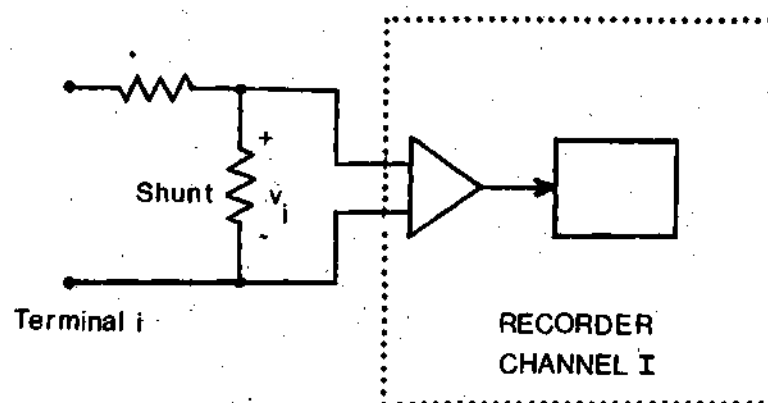 +
Shunt v i
-
Terminal i
RECORDER
CHANNEL I